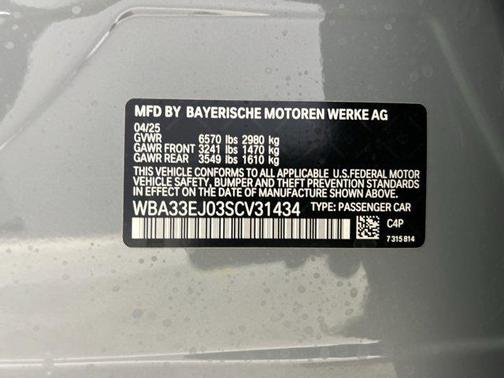 MFD BY BAYERISCHE MOTOREN WERKE AG
04/25
GVWR 6570 lbs 2980 kg
GAWR FRONT 3241 lbs 1470 kg
GAWR REAR 3549 lbs 1610 kg
THIS VEHICLE CONFORMS TO ALL APPLICABLE U.S.FEDERAL MOTOR
VEHICLE SAFETY, BUMPER, AND THEFT PREVENTION STANDARDS
IN EFFECT ON THE DATE OF MANUFACTURE SHOWN ABOVE.
WBA33EJ03SCV31434 TYPE: PASSENGER CAR
C4P
7 315 814